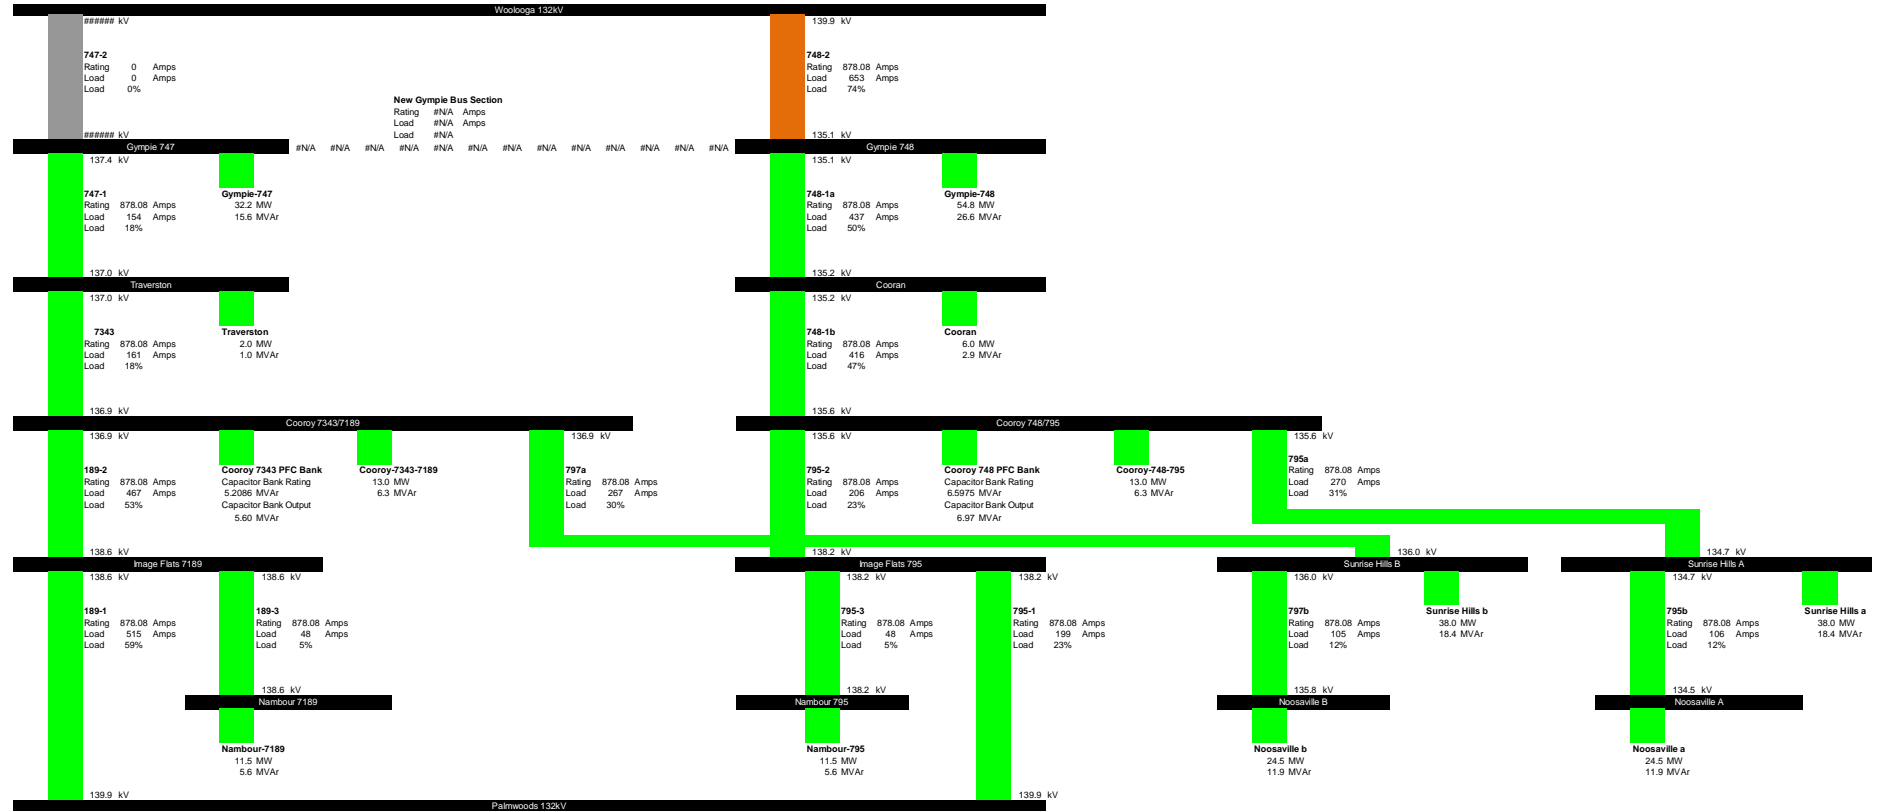 Woolooga 132kV
###### kV
139.9 kV
747-2
Rating 0 Amps
Load 0 Amps
Load 0%
748-2
Rating 878.08 Amps
Load 653 Amps
Load 74%
New Gympie Bus Section
Rating #N/A Amps
Load #N/A Amps
Load #N/A
###### kV
135.1 kV
Gympie 747
#N/A #N/A #N/A #N/A #N/A #N/A #N/A #N/A #N/A #N/A #N/A #N/A #N/A
Gympie 748
137.4 kV
135.1 kV
747-1
Rating 878.08 Amps
Load 154 Amps
Load 18%
Gympie-747
32.2 MW
15.6 MVAr
748-1a
Rating 878.08 Amps
Load 437 Amps
Load 50%
Gympie-748
54.8 MW
26.6 MVAr
137.0 kV
135.2 kV
Traverston
Cooran
137.0 kV
135.2 kV
7343
Rating 878.08 Amps
Load 161 Amps
Load 18%
Traverston
2.0 MW
1.0 MVAr
748-1b
Rating 878.08 Amps
Load 416 Amps
Load 47%
Cooran
6.0 MW
2.9 MVAr
136.9 kV
135.6 kV
Cooroy 7343/7189
Cooroy 748/795
136.9 kV
136.9 kV
135.6 kV
135.6 kV
189-2
Rating 878.08 Amps
Load 467 Amps
Load 53%
Cooroy 7343 PFC Bank
Capacitor Bank Rating
5.2086 MVAr
Capacitor Bank Output
5.60 MVAr
Cooroy-7343-7189
13.0 MW
6.3 MVAr
797a
Rating 878.08 Amps
Load 267 Amps
Load 30%
795-2
Rating 878.08 Amps
Load 206 Amps
Load 23%
Cooroy 748 PFC Bank
Capacitor Bank Rating
6.5975 MVAr
Capacitor Bank Output
6.97 MVAr
Cooroy-748-795
13.0 MW
6.3 MVAr
795a
Rating 878.08 Amps
Load 270 Amps
Load 31%
138.6 kV
138.2 kV
136.0 kV
134.7 kV
Image Flats 7189
Image Flats 795
Sunrise Hills B
Sunrise Hills A
138.6 kV
138.6 kV
138.2 kV
138.2 kV
136.0 kV
134.7 kV
189-1
Rating 878.08 Amps
Load 515 Amps
Load 59%
189-3
Rating 878.08 Amps
Load 48 Amps
Load 5%
795-3
Rating 878.08 Amps
Load 48 Amps
Load 5%
795-1
Rating 878.08 Amps
Load 199 Amps
Load 23%
797b
Rating 878.08 Amps
Load 105 Amps
Load 12%
Sunrise Hills b
38.0 MW
18.4 MVAr
795b
Rating 878.08 Amps
Load 106 Amps
Load 12%
Sunrise Hills a
38.0 MW
18.4 MVAr
138.6 kV
138.2 kV
135.8 kV
134.5 kV
Nambour 7189
Nambour 795
Noosaville B
Noosaville A
Nambour-7189
11.5 MW
5.6 MVAr
Nambour-795
11.5 MW
5.6 MVAr
Noosaville b
24.5 MW
11.9 MVAr
Noosaville a
24.5 MW
11.9 MVAr
139.9 kV
139.9 kV
Palmwoods 132kV